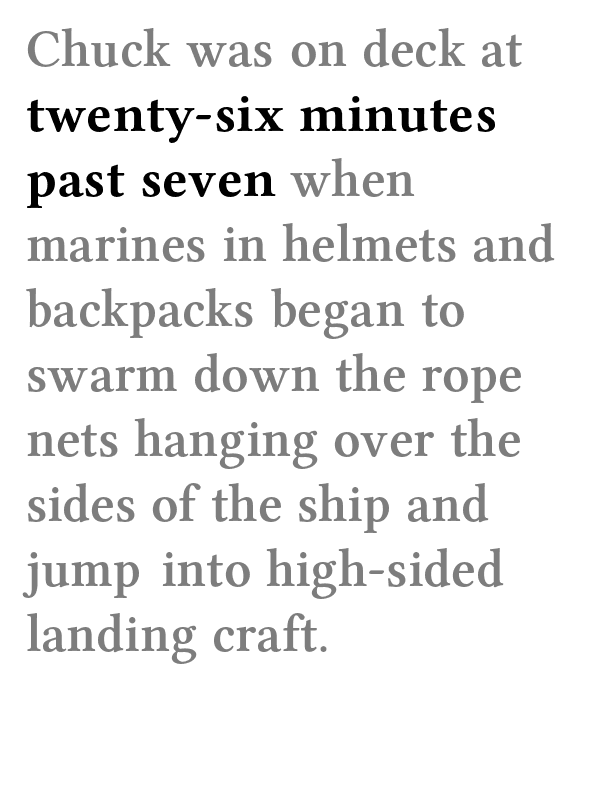 Chuck was on deck at
twenty-six minutes
past seven when
marines in helmets and
backpacks began to
swarm down the rope
nets hanging over the
sides of the ship and
jump into high-sided
landing craft.